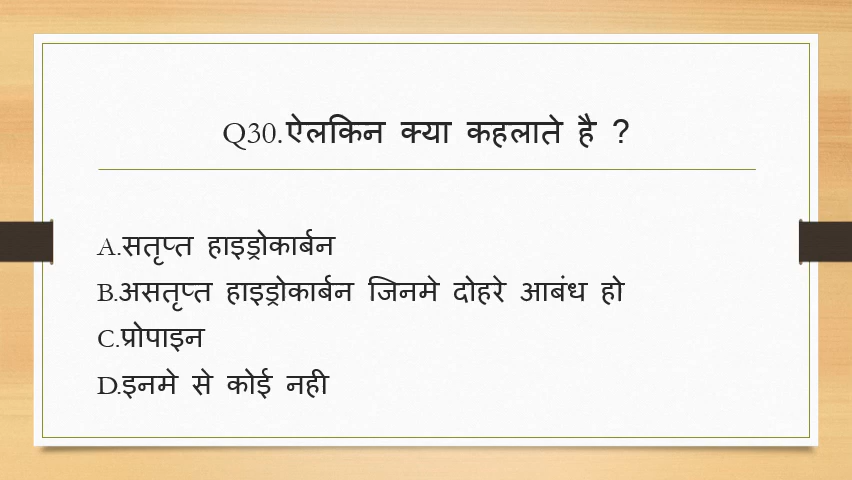 Q30.ऐलकिन क्या कहलाते है ?
A.सतृप्त हाइड्रोकार्बन
B.असतृप्त हाइड्रोकार्बन जिनमे दोहरे आबंध हो
C.प्रोपाइन
D.इनमे से कोई नही